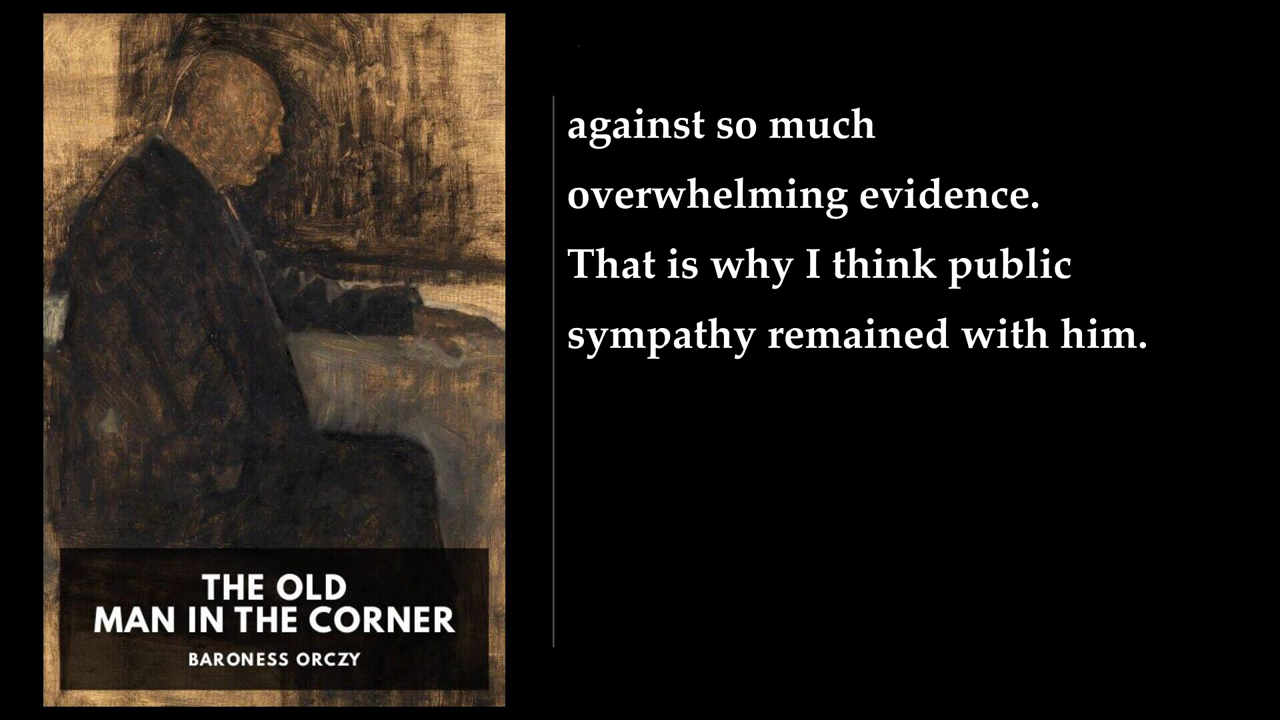 THE OLD
MAN IN THE CORNER
BARONESS ORCZY
against so much
overwhelming evidence.
That is why I think public
sympathy remained with him.